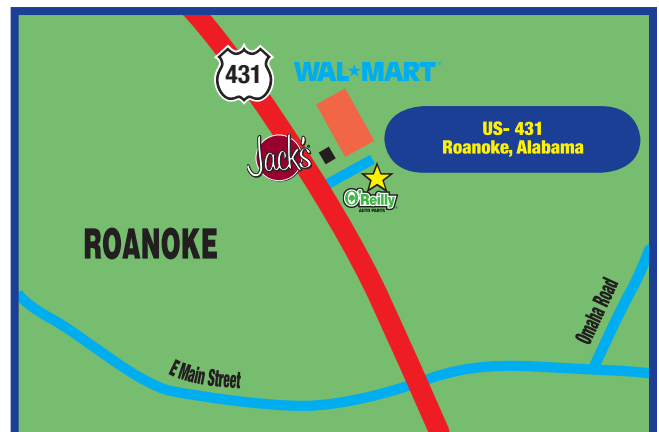 431
WAL★MART
US- 431
Roanoke, Alabama
Jack's
O'Reilly
AUTO PARTS
ROANOKE
Omaha Road
E Main Street